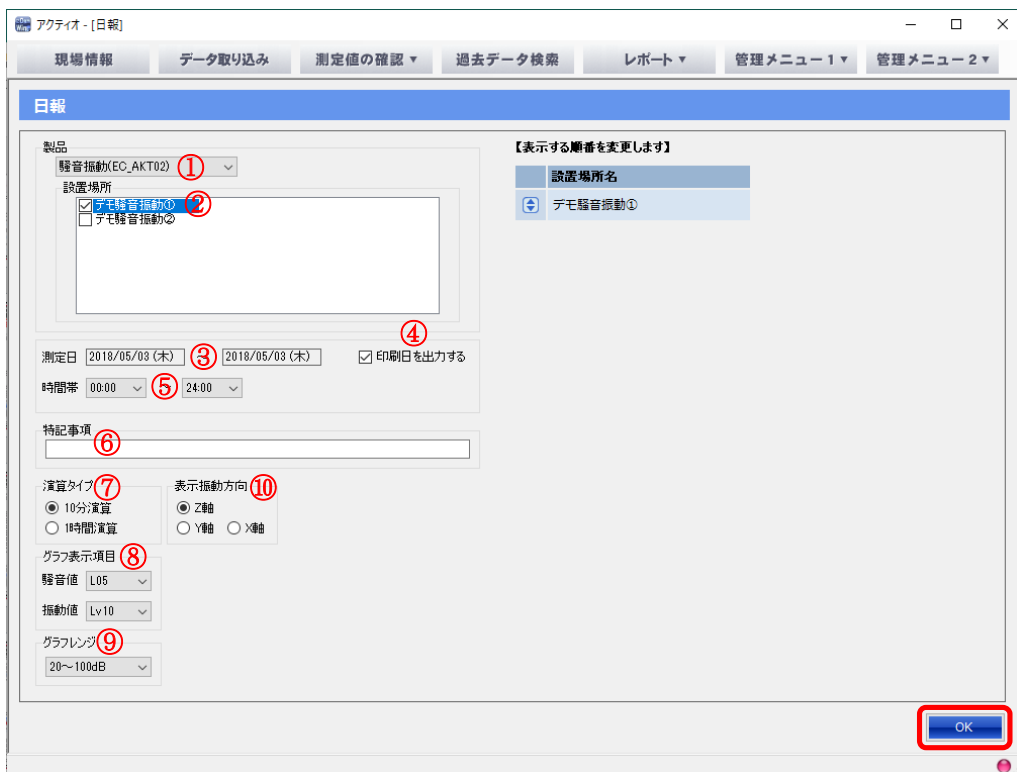 アクティオ - [日報]
現場情報 データ取り込み 測定値の確認 ▼ 過去データ検索 レポート ▼ 管理メニュー1 ▼ 管理メニュー2 ▼
日報
製品
騒音振動(EC_AKT02) ①
設置場所
デモ騒音振動① ②
デモ騒音振動②
【表示する順番を変更します】
設置場所名
デモ騒音振動①
④
測定日 2018/05/03 (木) ③ 2018/05/03 (木) 印刷日を出力する
時間帯 00:00 ⑤ 24:00
特記事項
⑥
演算タイプ ⑦
10分演算
1時間演算
表示振動方向 ⑩
Z軸
Y軸 X軸
グラフ表示項目 ⑧
騒音値 L05
振動値 Lv10
グラフレンジ ⑨
20～100dB
OK